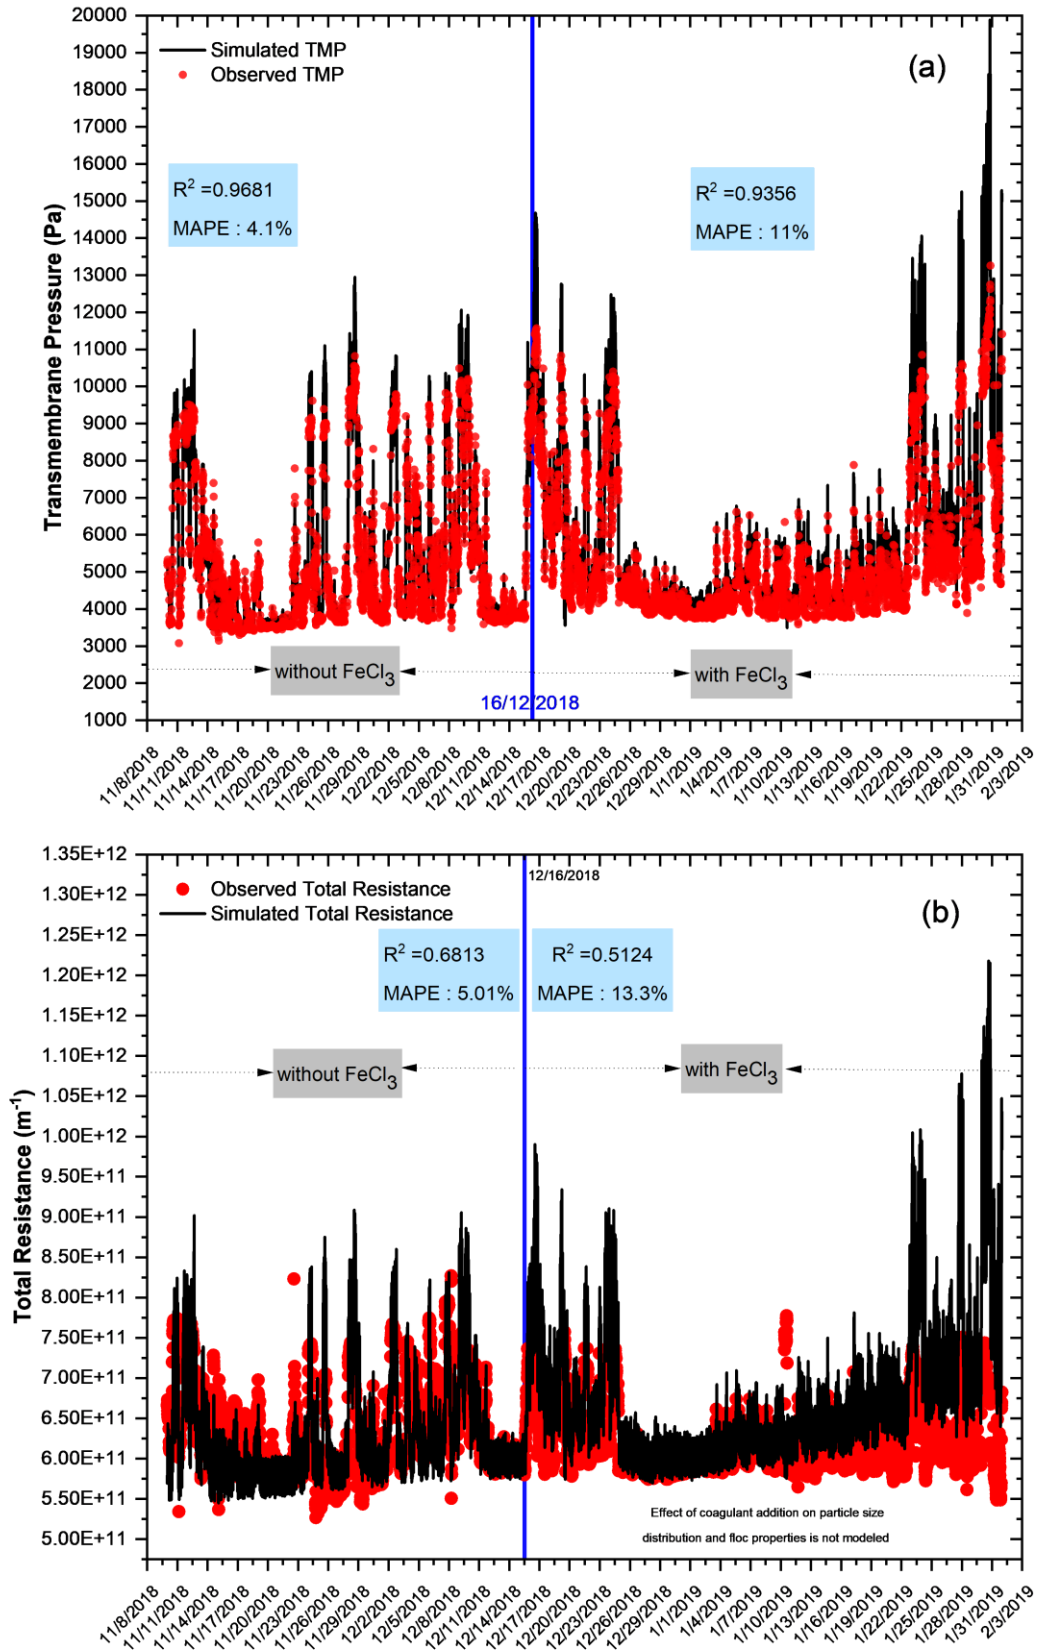 20000
19000
18000
17000
16000
15000
14000
13000
12000
11000
10000
9000
8000
7000
6000
5000
4000
3000
2000
1000
Transmembrane Pressure (Pa)
Simulated TMP
Observed TMP
(a)
R² =0.9681
MAPE : 4.1%
R² =0.9356
MAPE : 11%
without FeCl₃
with FeCl₃
16/12/2018
11/8/2018
11/11/2018
11/14/2018
11/17/2018
11/20/2018
11/23/2018
11/26/2018
11/29/2018
12/2/2018
12/5/2018
12/8/2018
12/11/2018
12/14/2018
12/17/2018
12/20/2018
12/23/2018
12/26/2018
12/29/2018
1/1/2019
1/4/2019
1/7/2019
1/10/2019
1/13/2019
1/16/2019
1/19/2019
1/22/2019
1/25/2019
1/28/2019
1/31/2019
2/3/2019
1.35E+12
1.30E+12
1.25E+12
1.20E+12
1.15E+12
1.10E+12
1.05E+12
1.00E+12
9.50E+11
9.00E+11
8.50E+11
8.00E+11
7.50E+11
7.00E+11
6.50E+11
6.00E+11
5.50E+11
5.00E+11
Total Resistance (m⁻¹)
Observed Total Resistance
Simulated Total Resistance
12/16/2018
(b)
R² =0.6813
MAPE : 5.01%
R² =0.5124
MAPE : 13.3%
without FeCl₃
with FeCl₃
Effect of coagulant addition on particle size
distribution and floc properties is not modeled
11/8/2018
11/11/2018
11/14/2018
11/17/2018
11/20/2018
11/23/2018
11/26/2018
11/29/2018
12/2/2018
12/5/2018
12/8/2018
12/11/2018
12/14/2018
12/17/2018
12/20/2018
12/23/2018
12/26/2018
12/29/2018
1/1/2019
1/4/2019
1/7/2019
1/10/2019
1/13/2019
1/16/2019
1/19/2019
1/22/2019
1/25/2019
1/28/2019
1/31/2019
2/3/2019